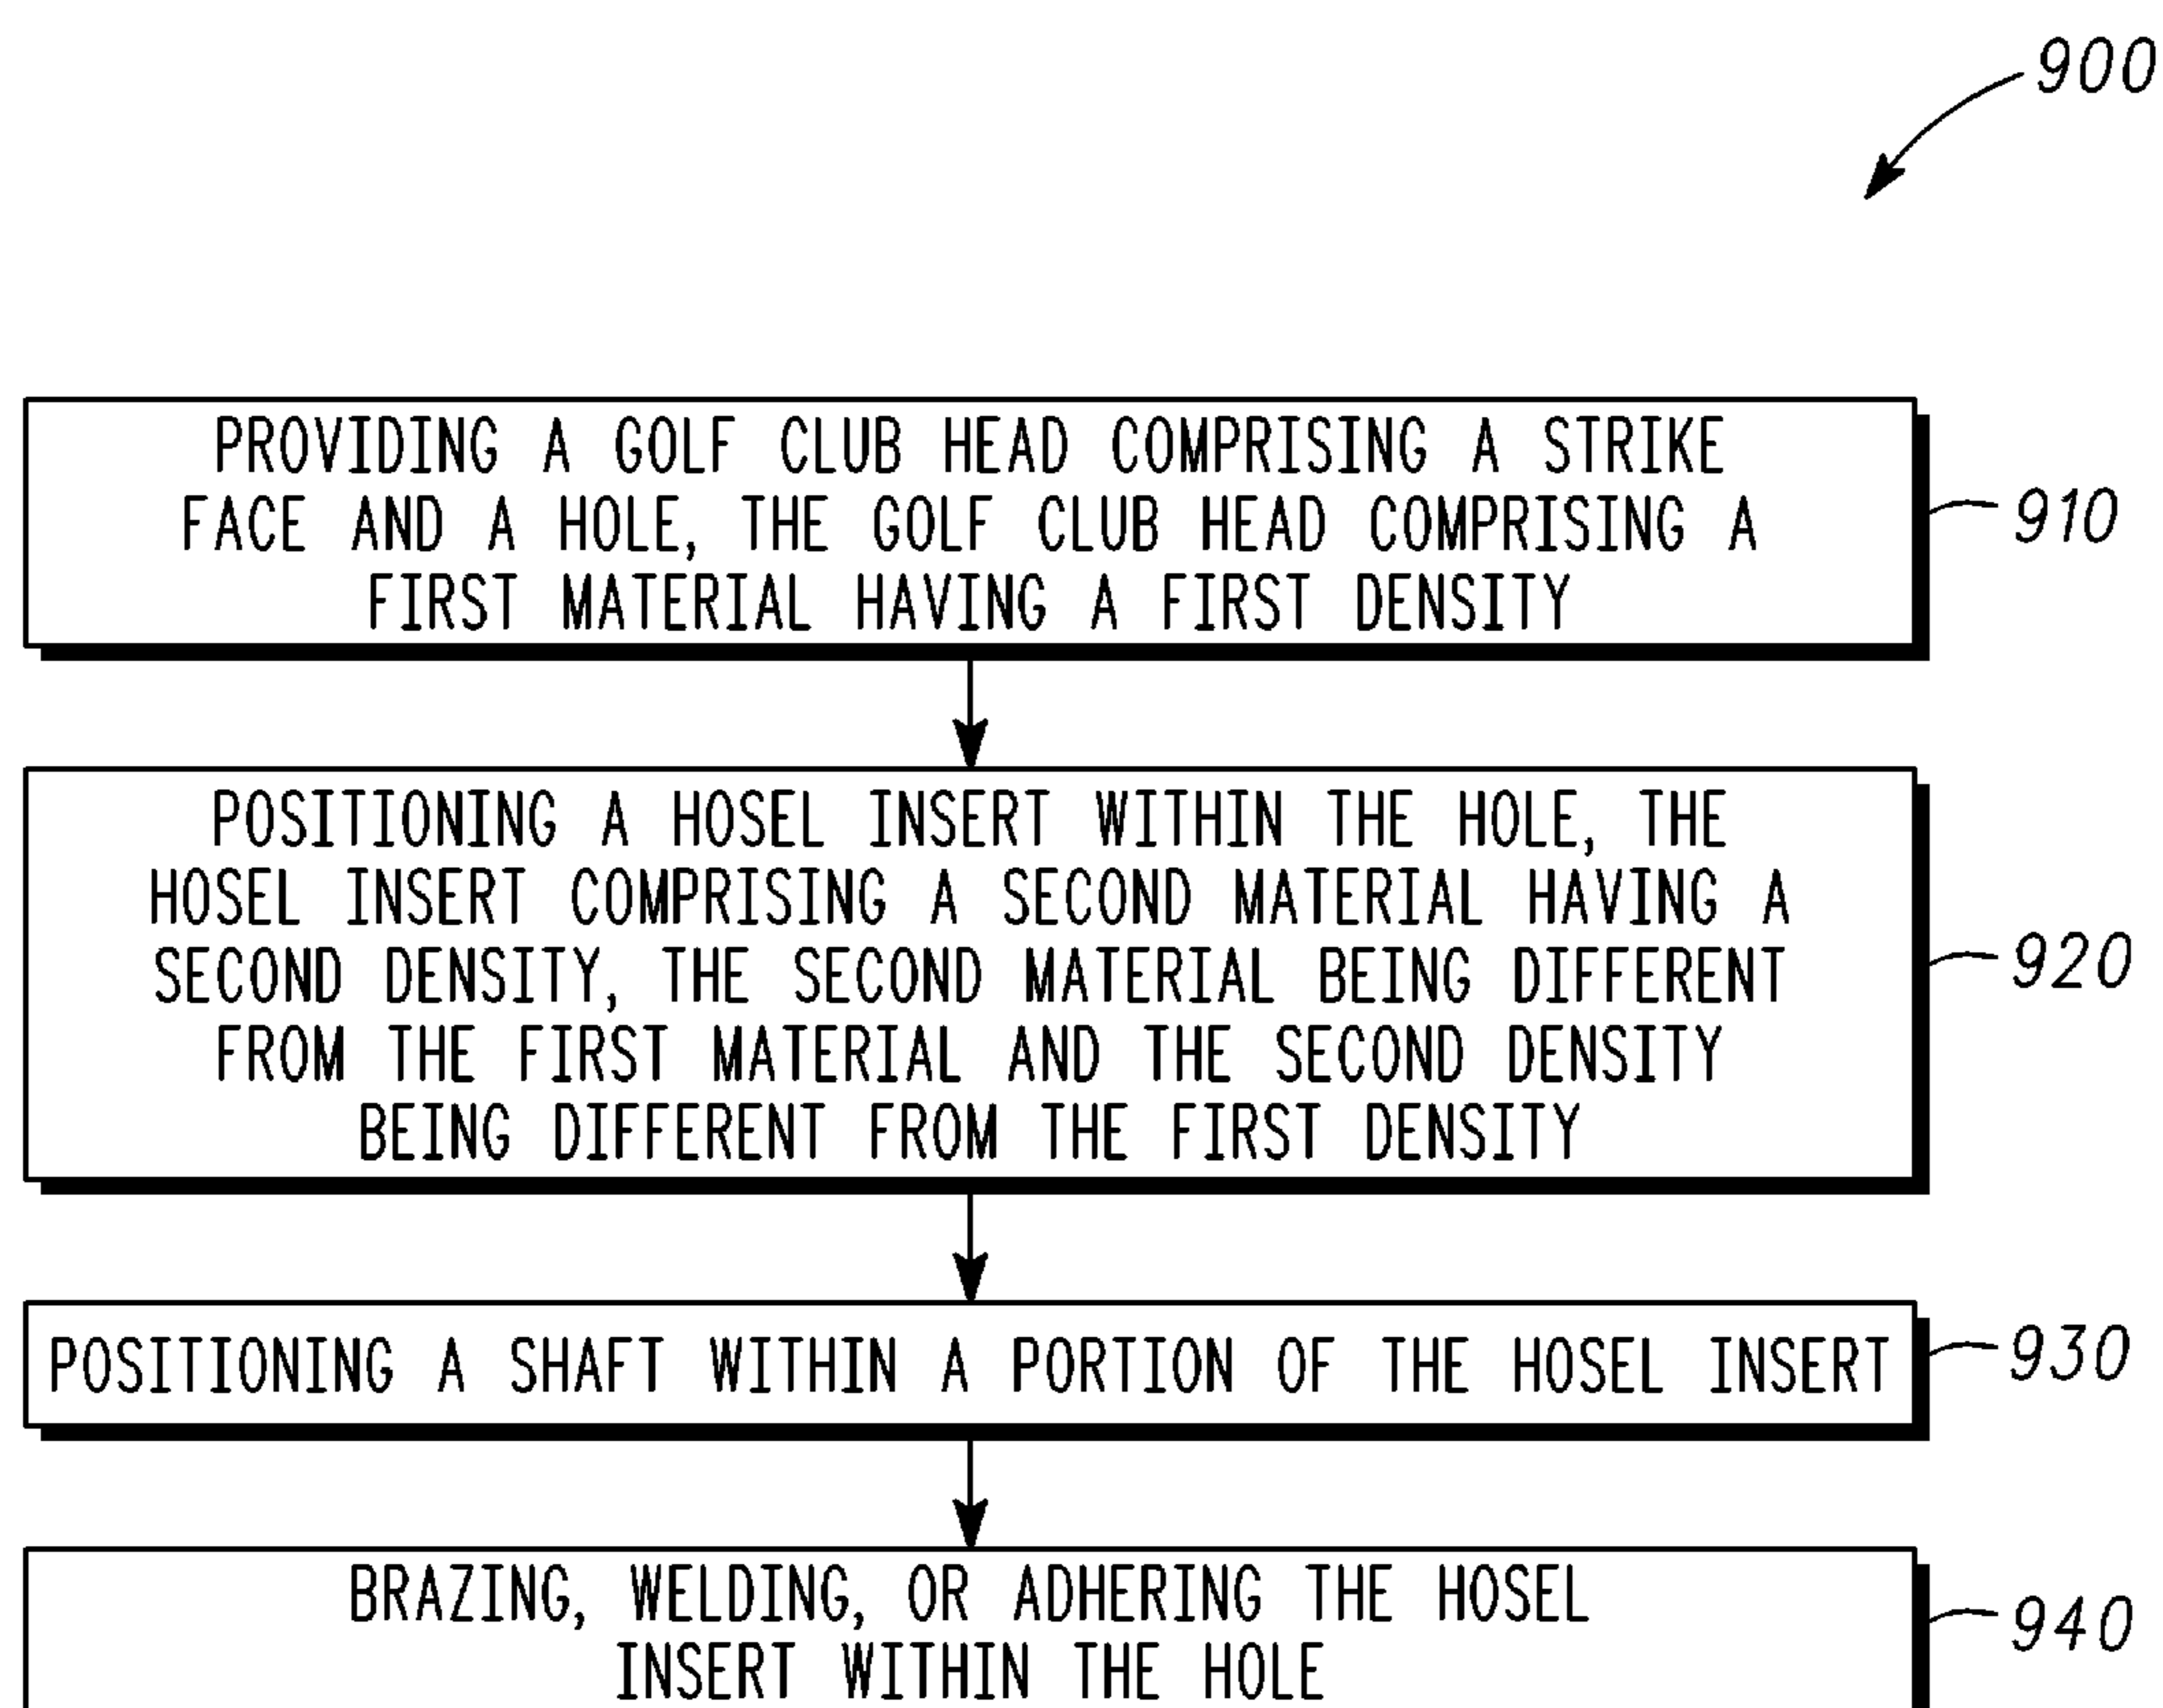 900
PROVIDING A GOLF CLUB HEAD COMPRISING A STRIKE
FACE AND A HOLE, THE GOLF CLUB HEAD COMPRISING A
FIRST MATERIAL HAVING A FIRST DENSITY
910
POSITIONING A HOSEL INSERT WITHIN THE HOLE, THE
HOSEL INSERT COMPRISING A SECOND MATERIAL HAVING A
SECOND DENSITY, THE SECOND MATERIAL BEING DIFFERENT
FROM THE FIRST MATERIAL AND THE SECOND DENSITY
BEING DIFFERENT FROM THE FIRST DENSITY
920
POSITIONING A SHAFT WITHIN A PORTION OF THE HOSEL INSERT
930
BRAZING, WELDING, OR ADHERING THE HOSEL
INSERT WITHIN THE HOLE
940